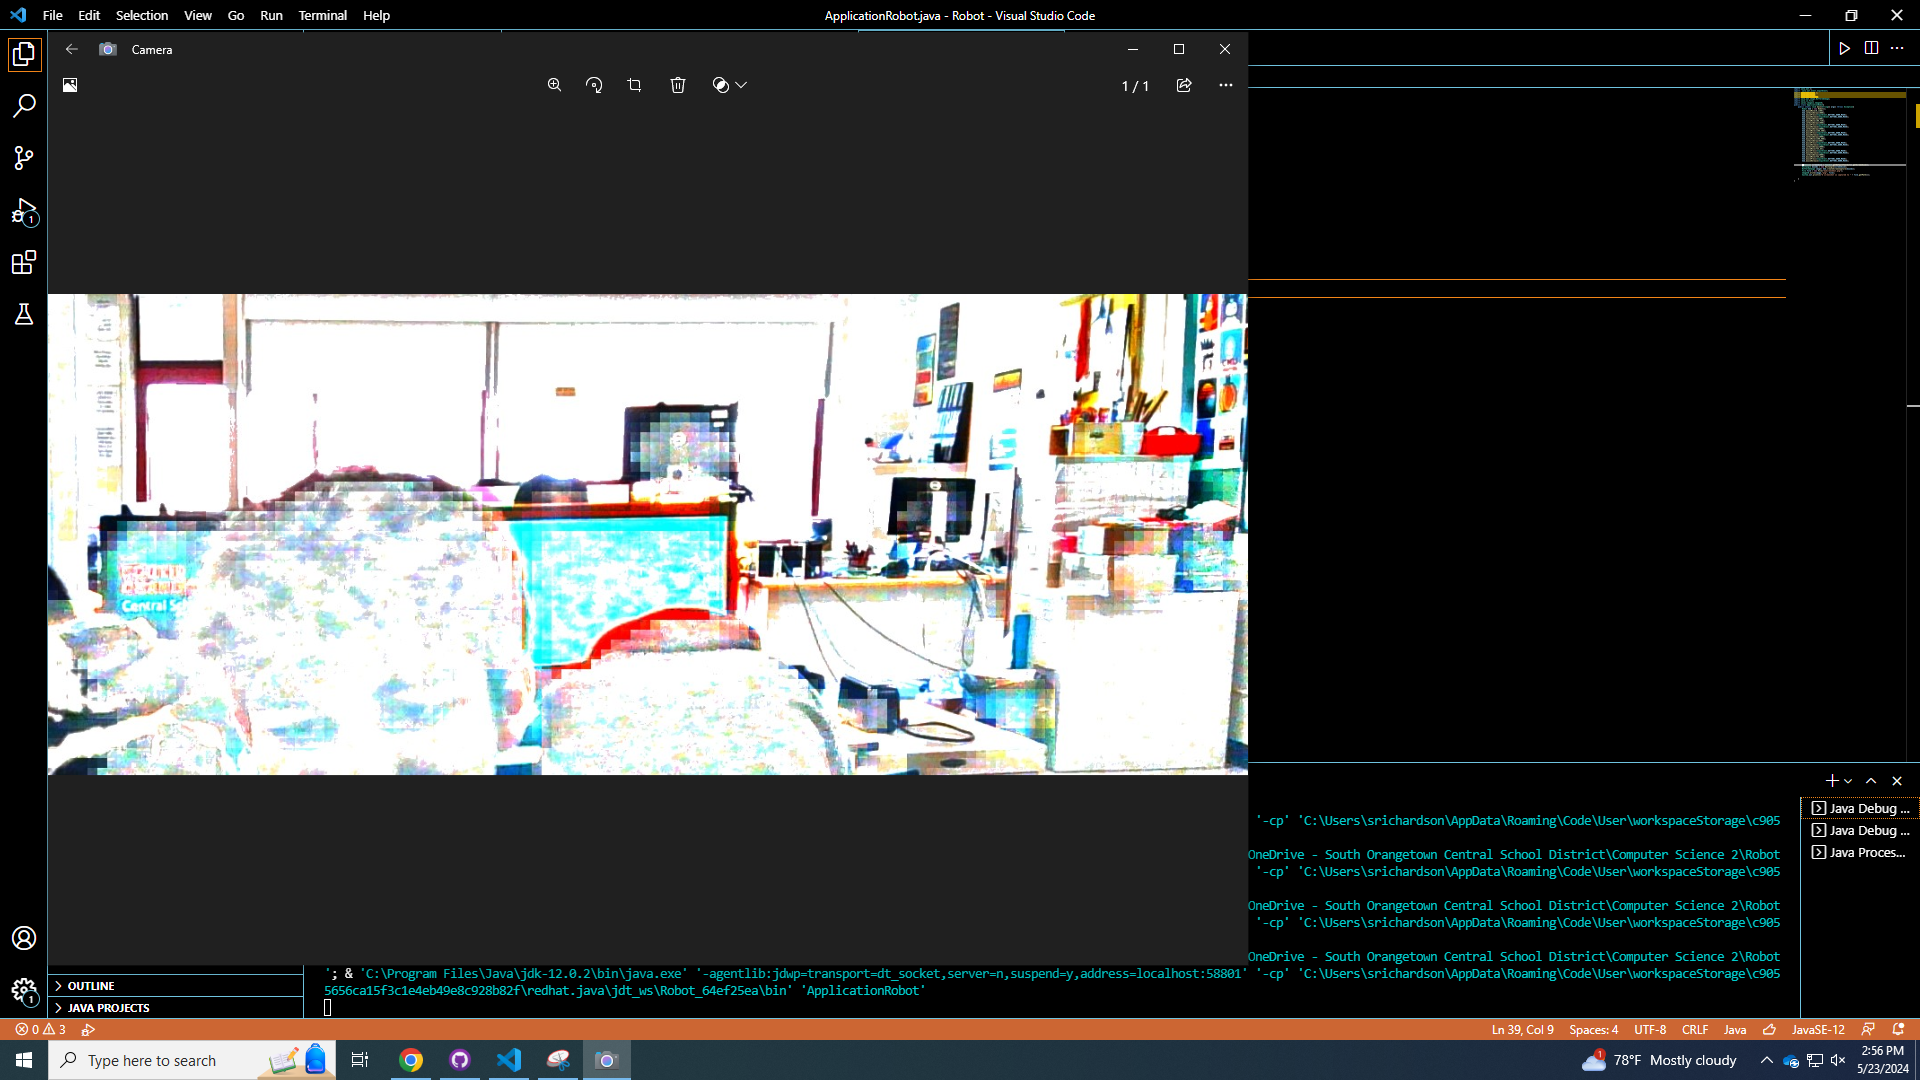 File Edit Selection View Go Run Terminal Help
ApplicationRobot.java - Robot - Visual Studio Code
Camera
1 / 1
1
Central
'-cp' 'C:\Users\srichardson\AppData\Roaming\Code\User\workspaceStorage\c905
OneDrive - South Orangetown Central School District\Computer Science 2\Robot
'-cp' 'C:\Users\srichardson\AppData\Roaming\Code\User\workspaceStorage\c905
OneDrive - South Orangetown Central School District\Computer Science 2\Robot
'-cp' 'C:\Users\srichardson\AppData\Roaming\Code\User\workspaceStorage\c905
OneDrive - South Orangetown Central School District\Computer Science 2\Robot
'; & 'C:\Program Files\Java\jdk-12.0.2\bin\java.exe' '-agentlib:jdwp=transport=dt_socket,server=n,suspend=y,address=localhost:58801' '-cp' 'C:\Users\srichardson\AppData\Roaming\Code\User\workspaceStorage\c905
5656ca15f3c1e4eb49e8c928b82f\redhat.java\jdt_ws\Robot_64ef25ea\bin' 'ApplicationRobot'
Java Debug ...
Java Debug ...
Java Proces...
OUTLINE
JAVA PROJECTS
1
0 3
Ln 39, Col 9 Spaces: 4 UTF-8 CRLF Java JavaSE-12
Type here to search
1
78°F Mostly cloudy
2:56 PM
5/23/2024